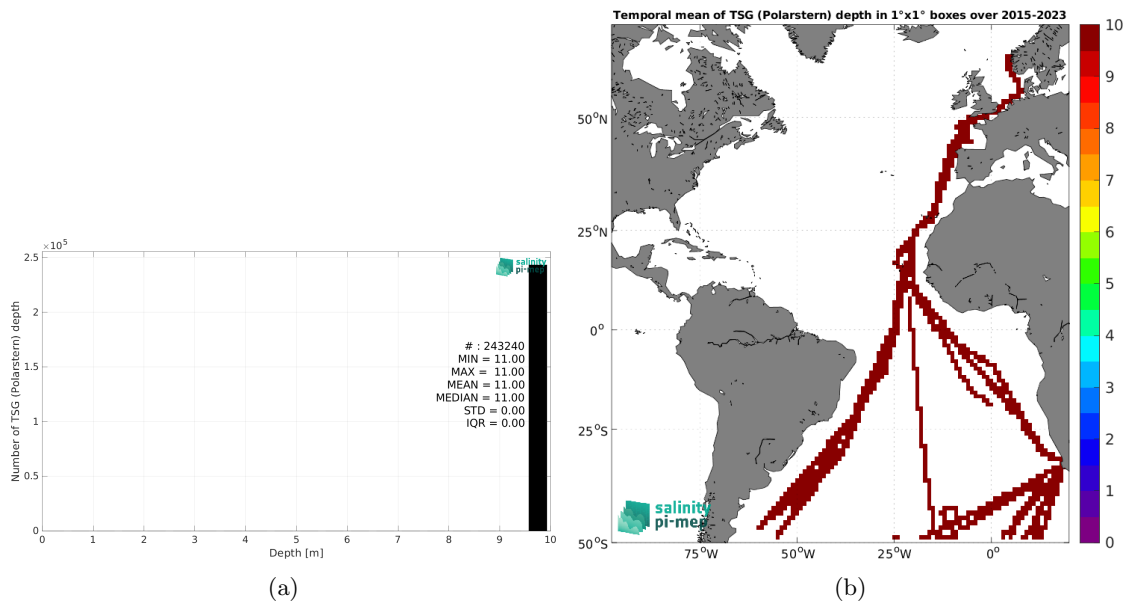 ×10⁵
2.5
2
1.5
1
0.5
0
Number of TSG (Polarstern) depth
salinity
pi-mep
# : 243240
MIN = 11.00
MAX = 11.00
MEAN = 11.00
MEDIAN = 11.00
STD = 0.00
IQR = 0.00
0 1 2 3 4 5 6 7 8 9 10
Depth [m]
(a)
Temporal mean of TSG (Polarstern) depth in 1°x1° boxes over 2015-2023
50°N
25°N
0°
25°S
50°S
salinity
pi-mep
75°W 50°W 25°W 0°
10
9
8
7
6
5
4
3
2
1
0
(b)